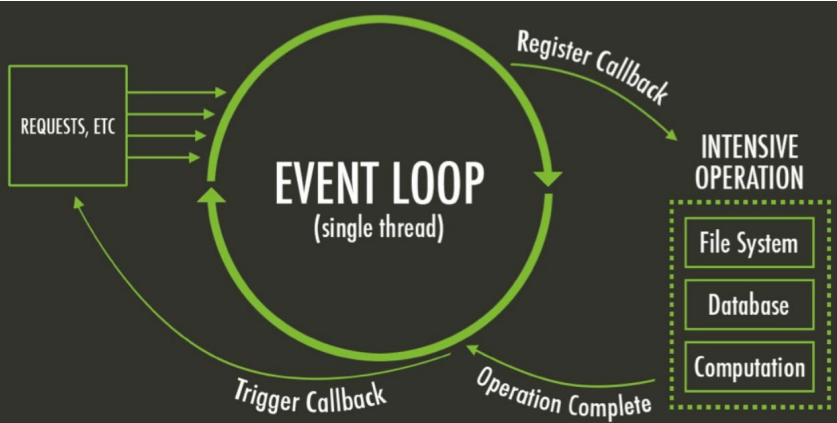 REQUESTS, ETC
EVENT LOOP
(single thread)
Register Callback
INTENSIVE
OPERATION
File System
Database
Computation
Operation Complete
Trigger Callback